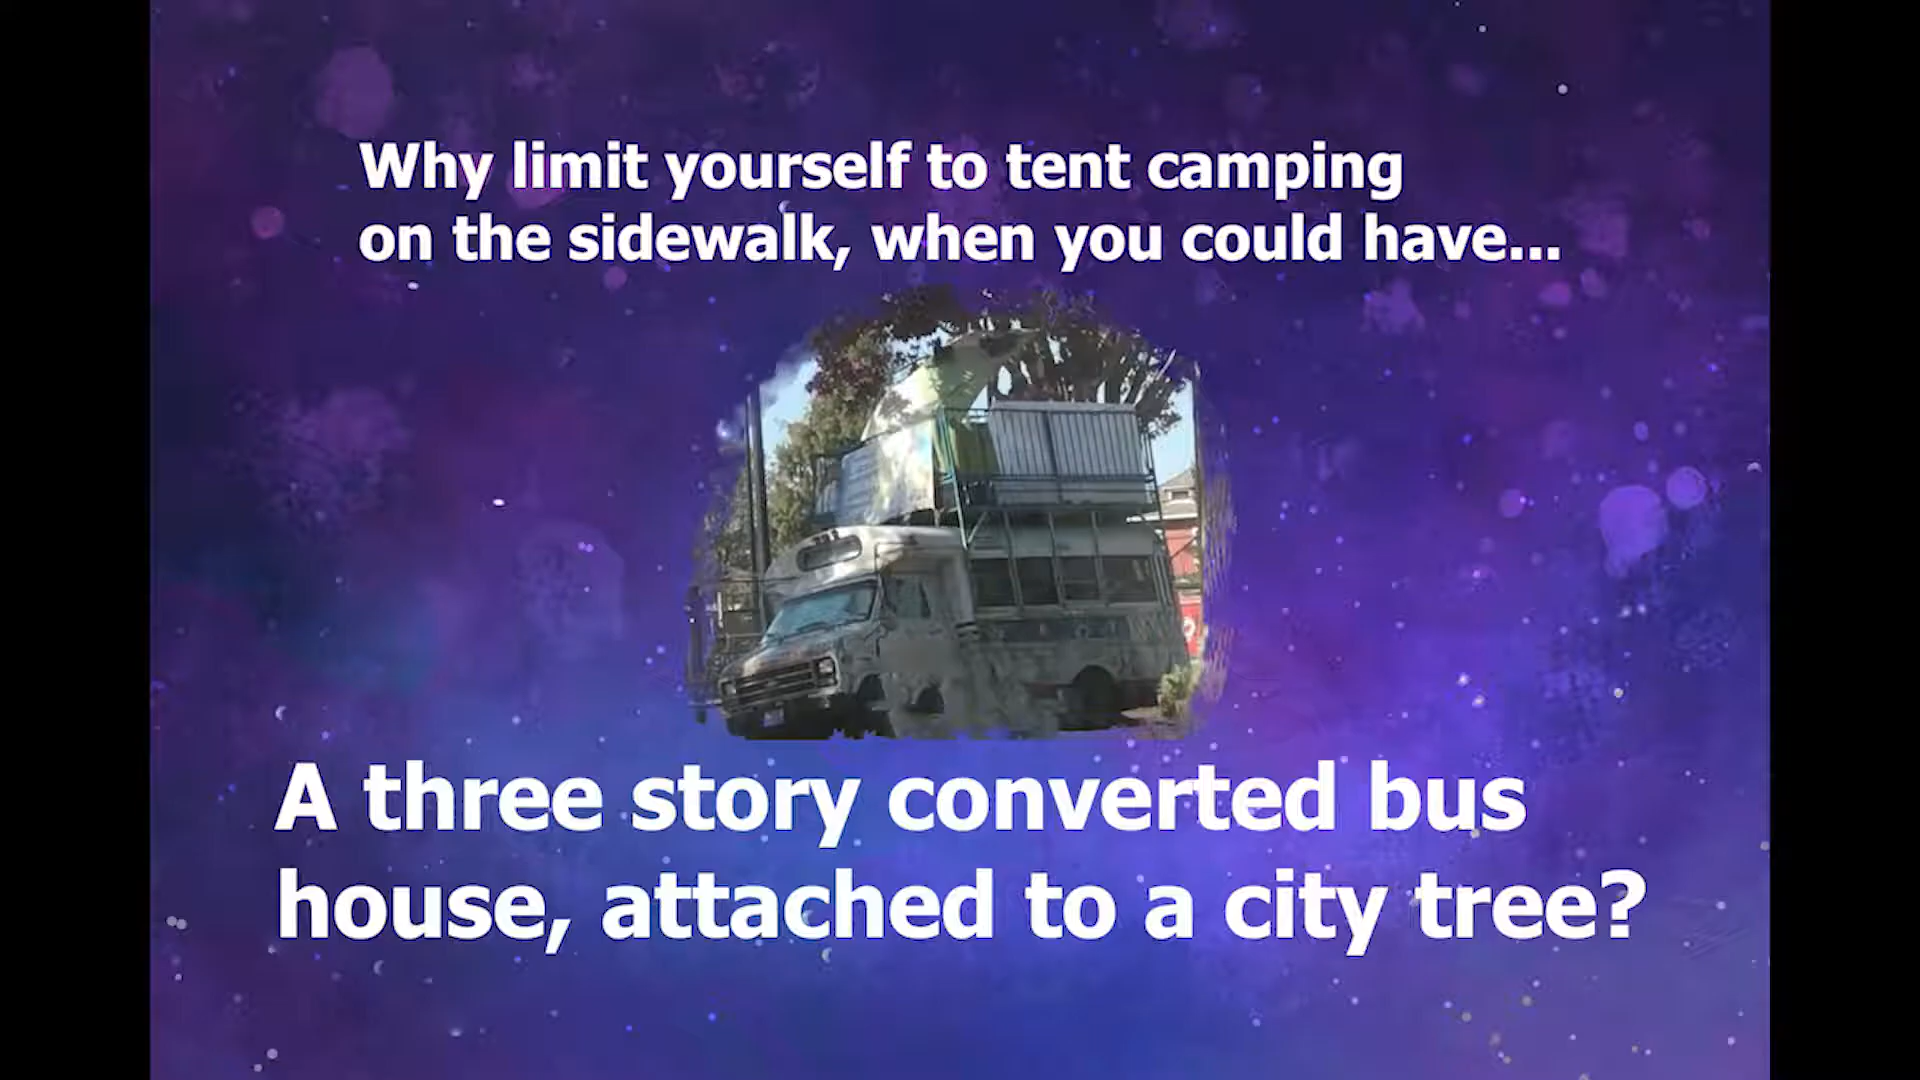 Why limit yourself to tent camping
on the sidewalk, when you could have...
A three story converted bus
house, attached to a city tree?